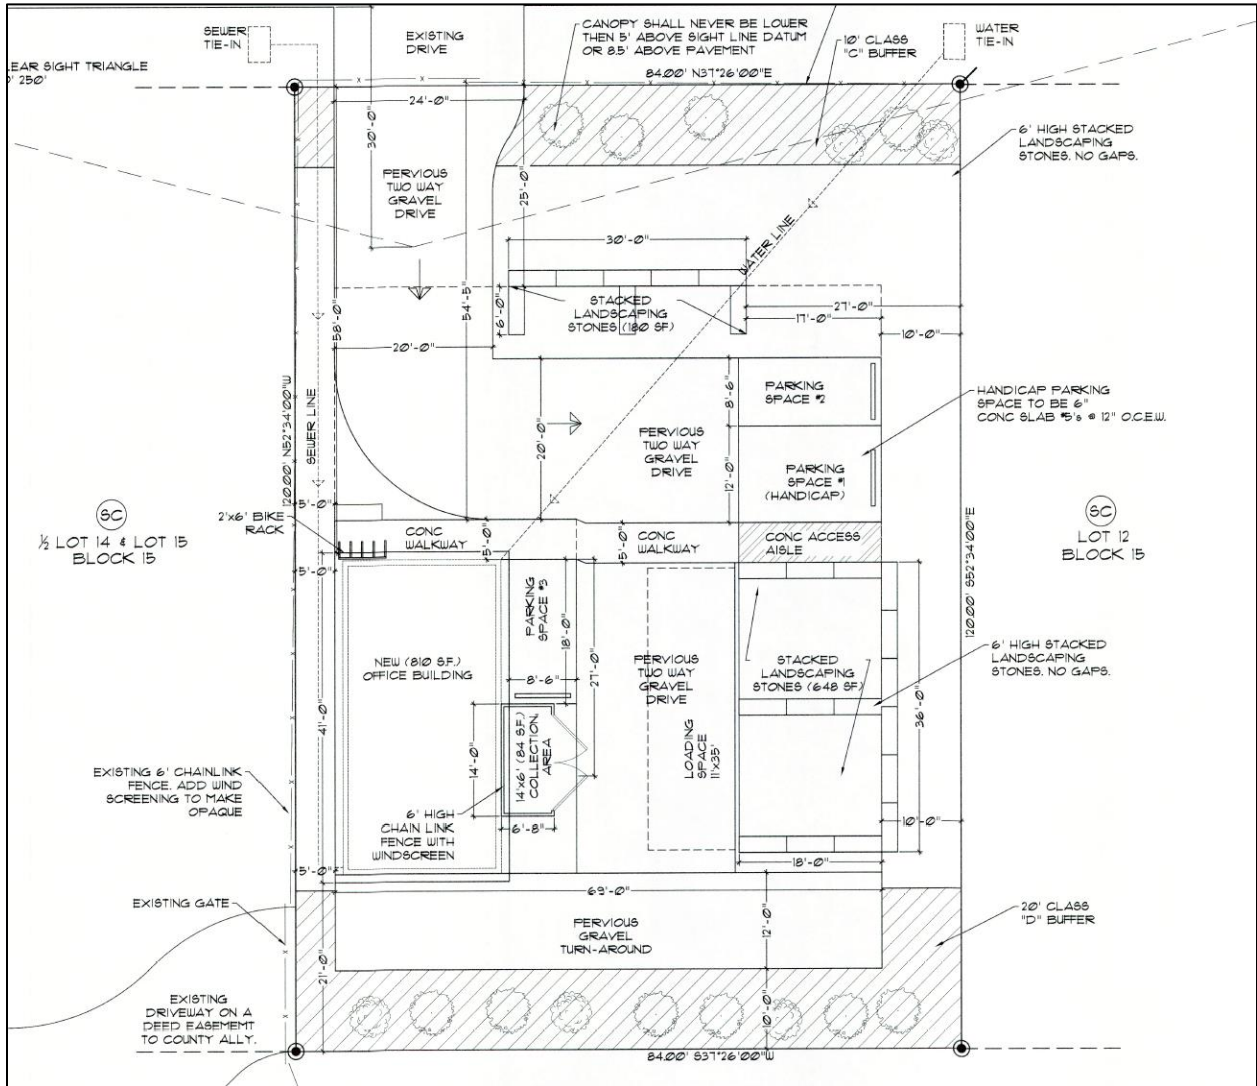 SEWER
TIE-IN
EXISTING
DRIVE
CANOPY SHALL NEVER BE LOWER
THEN 5' ABOVE SIGHT LINE DATUM
OR 8.5' ABOVE PAVEMENT
10' CLASS
"C" BUFFER
WATER
TIE-IN
LEAR SIGHT TRIANGLE
' 250'
84.00' N37°26'00"E
24'-0"
30'-0"
6' HIGH STACKED
LANDSCAPING
STONES. NO GAPS.
PERVIOUS
TWO WAY
GRAVEL
DRIVE
25'-0"
WATER LINE
30'-0"
54'-5"
58'-0"
6'-0"
STACKED
LANDSCAPING
STONES (180 SF)
27'-0"
17'-0"
10'-0"
20'-0"
120.00' N52°34'00"W
SEWER LINE
20'-0"
PERVIOUS
TWO WAY
GRAVEL
DRIVE
8'-6"
PARKING
SPACE #2
12'-0"
PARKING
SPACE #1
(HANDICAP)
HANDICAP PARKING
SPACE TO BE 6"
CONC SLAB #5's @ 12" O.C.E.W.
SC
½ LOT 14 & LOT 15
BLOCK 15
SC
LOT 12
BLOCK 15
2'x6' BIKE
RACK
5'-0"
CONC
WALKWAY
5'-0"
5'-0"
CONC
WALKWAY
CONC ACCESS
AISLE
120.00' S52°34'00"E
5'-0"
PARKING
SPACE #3
18'-0"
27'-0"
8'-6"
NEW (810 S.F.)
OFFICE BUILDING
41'-0"
PERVIOUS
TWO WAY
GRAVEL
DRIVE
LOADING
SPACE
11'x35'
STACKED
LANDSCAPING
STONES (648 SF)
6' HIGH STACKED
LANDSCAPING
STONES. NO GAPS.
36'-0"
14'-0"
14'x6' (84 S.F.)
COLLECTION
AREA
EXISTING 6' CHAINLINK
FENCE. ADD WIND
SCREENING TO MAKE
OPAQUE
6' HIGH
CHAIN LINK
FENCE WITH
WINDSCREEN
6'-8"
10'-0"
18'-0"
5'-0"
69'-0"
EXISTING GATE
PERVIOUS
GRAVEL
TURN-AROUND
12'-0"
20' CLASS
"D" BUFFER
21'-0"
EXISTING
DRIVEWAY ON A
DEED EASEMEMT
TO COUNTY ALLY.
10'-0"
84.00' S37°26'00"W